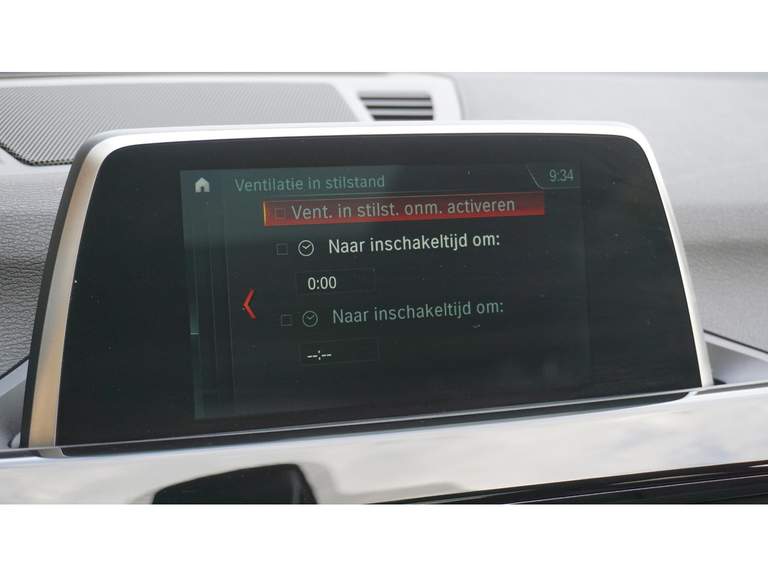 Ventilatie in stilstand 9:34
Vent. in stilst. onm. activeren
Naar inschakeltijd om:
0:00
Naar inschakeltijd om:
--:--